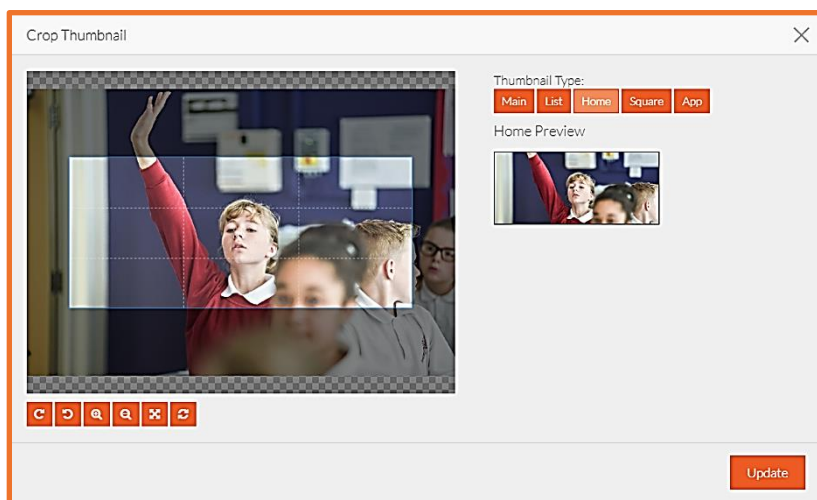 Crop Thumbnail
Thumbnail Type:
Main List Home Square App
Home Preview
Update